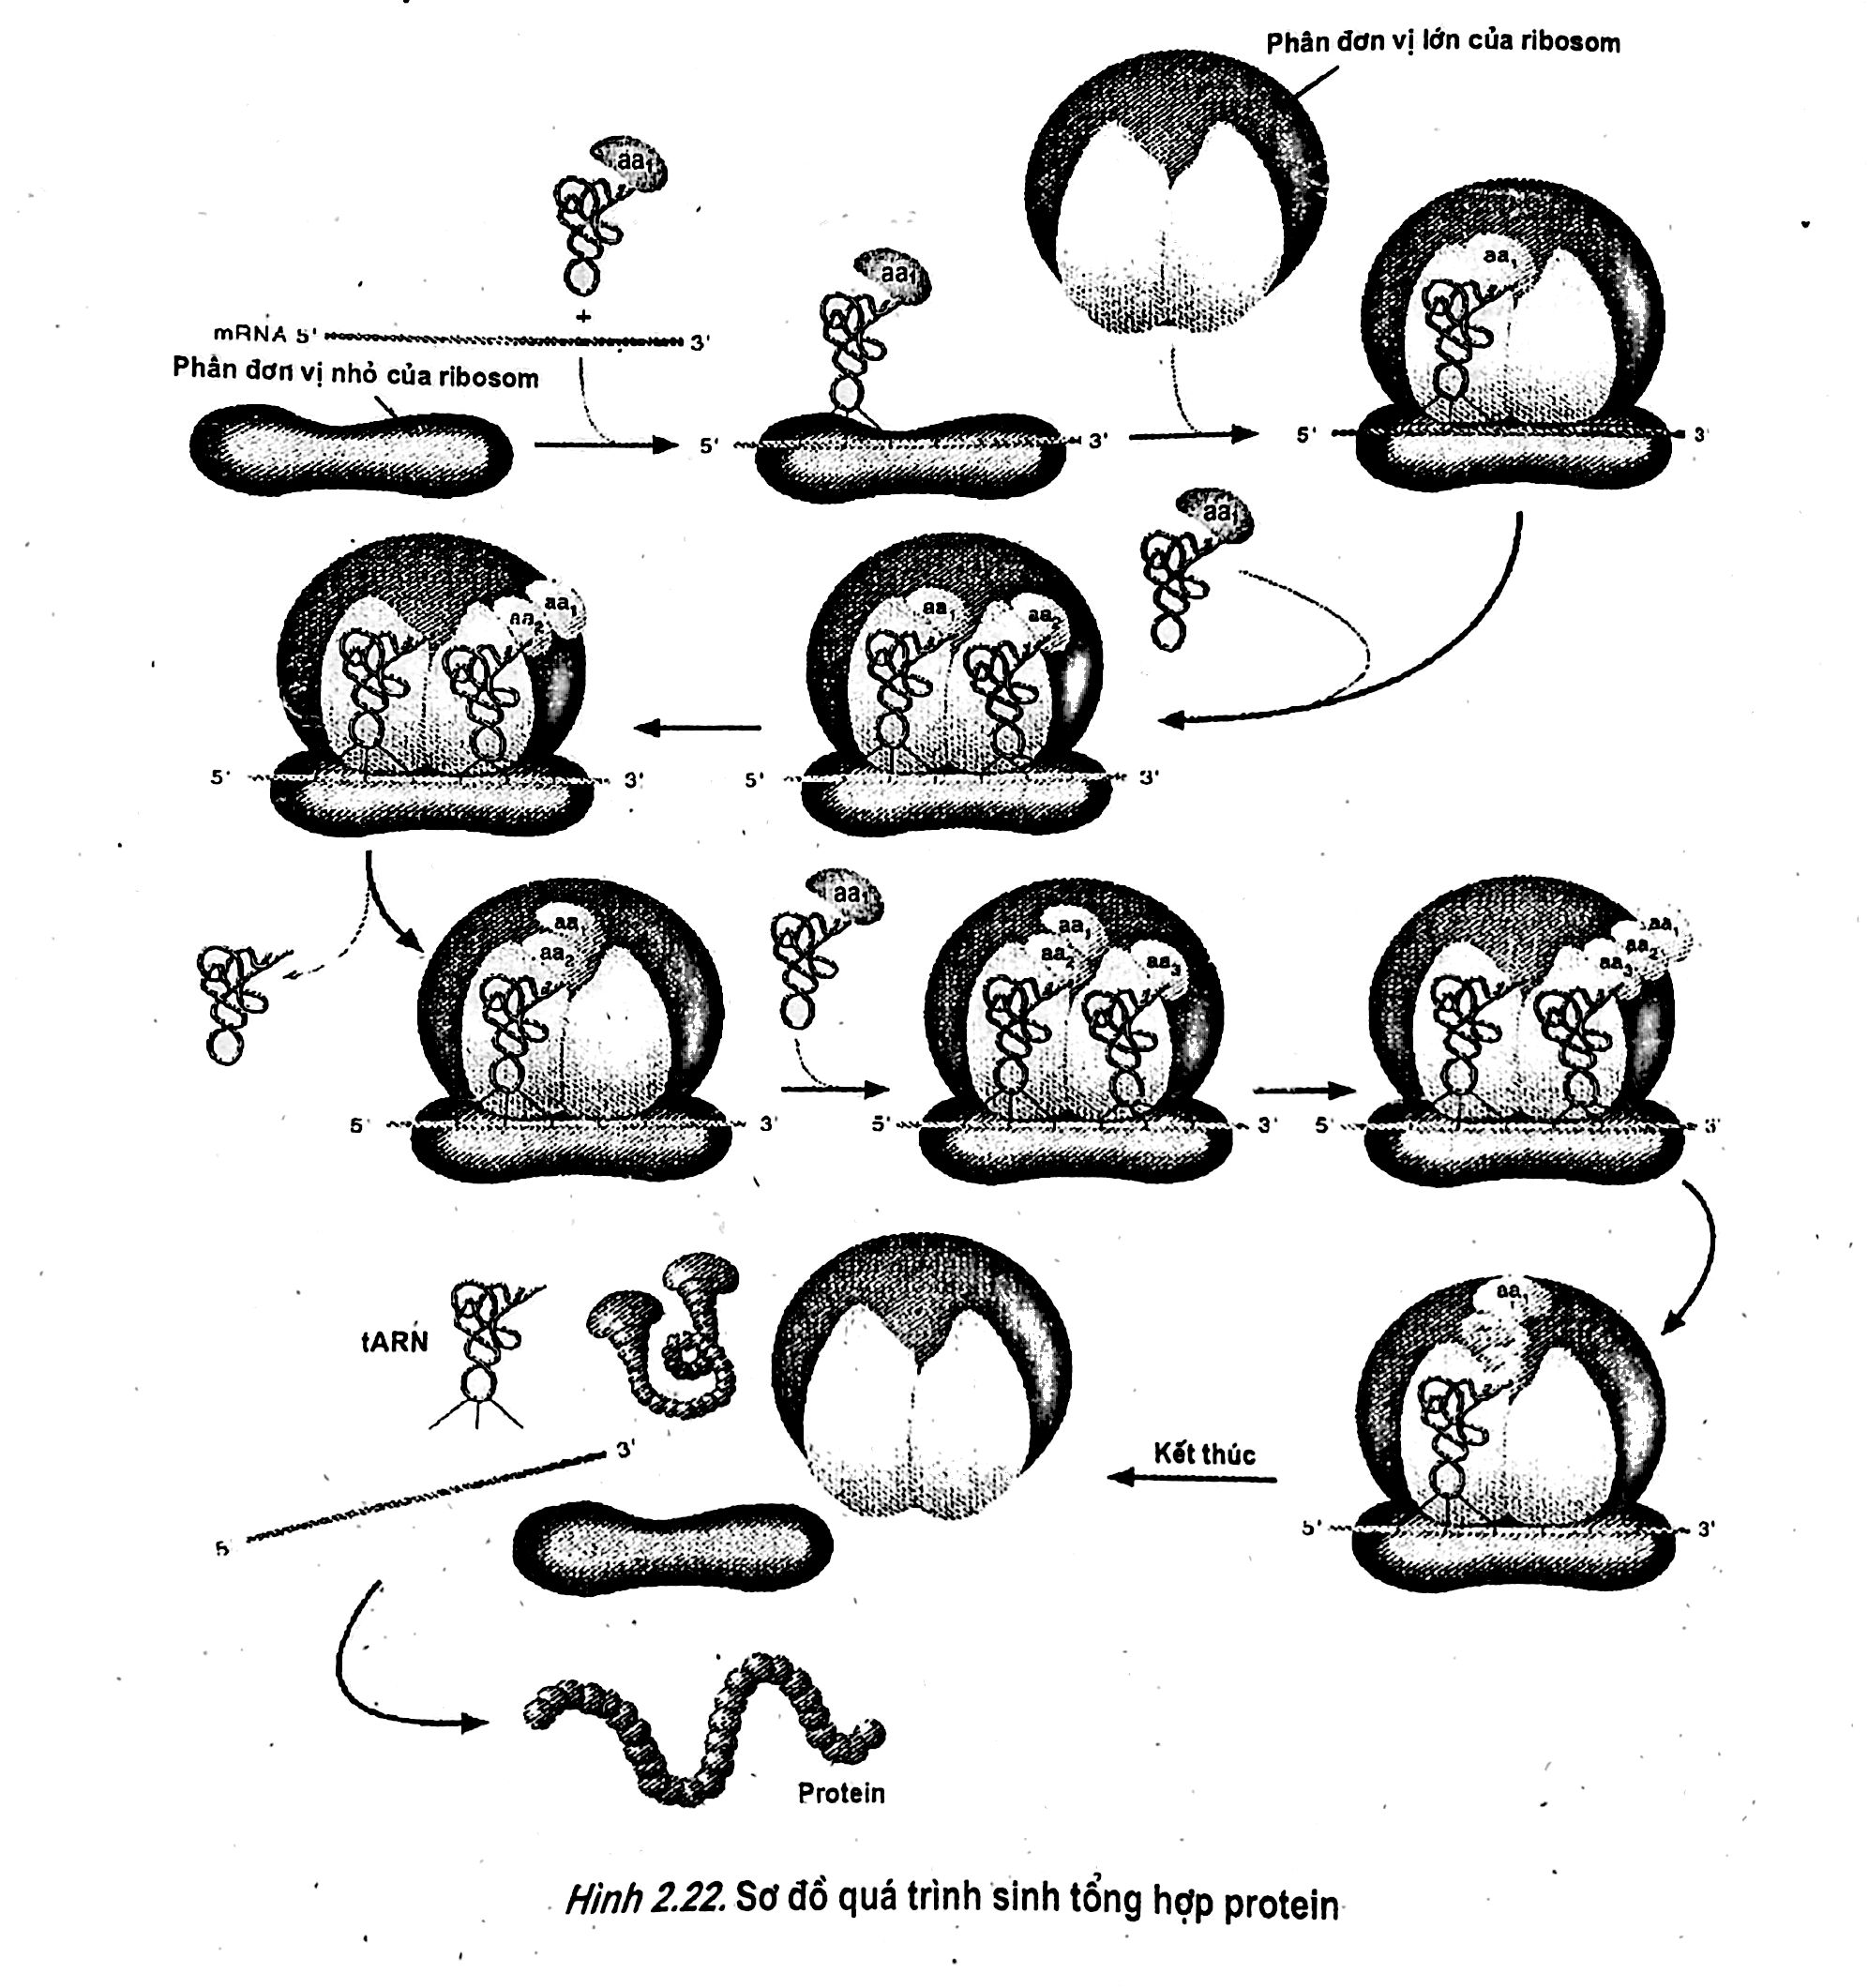 Phân đơn vị lớn của ribosom
aa1
aa1
aa1
+
mRNA 5' 3'
Phân đơn vị nhỏ của ribosom
5' 3'
5' 3'
aa1
aa2 aa1
aa1 aa2
5' 3'
5' 3'
aa1
aa1
aa2
aa1
aa2
aa3
aa1
aa2
aa3
5' 3'
5' 3'
5' 3'
tARN
aa1
3'
Kết thúc
5'
5' 3'
Protein
Hình 2.22. Sơ đồ quá trình sinh tổng hợp protein